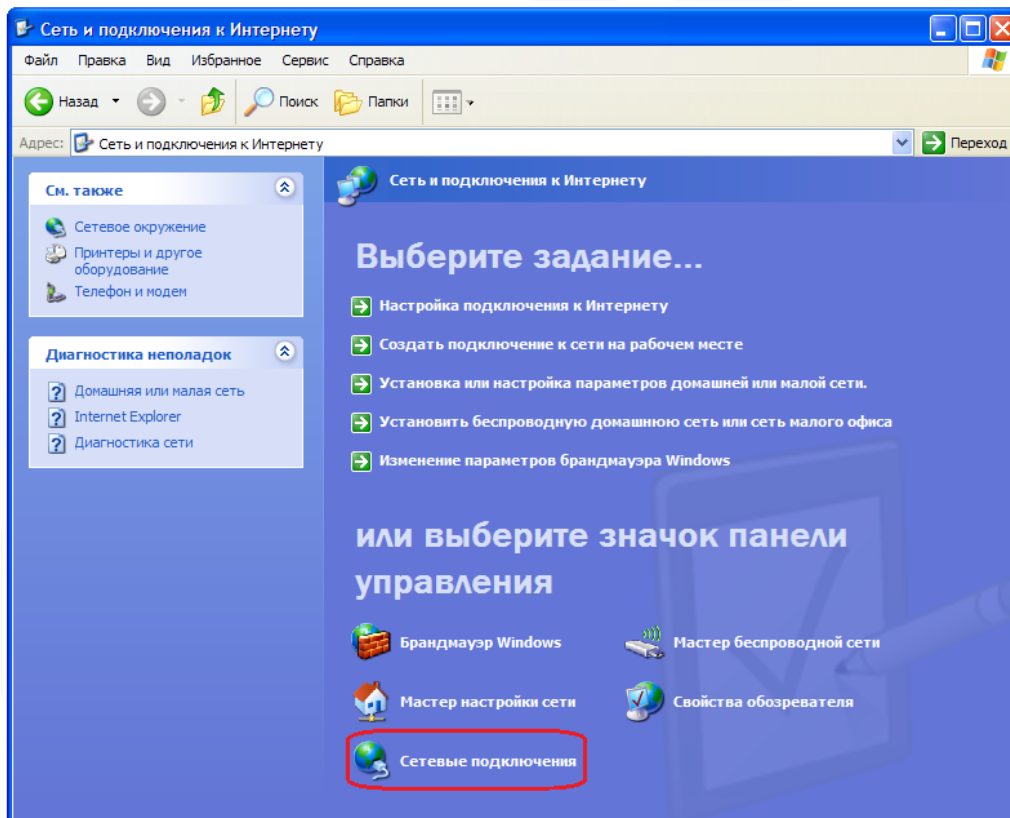 Сеть и подключения к Интернету
Файл Правка Вид Избранное Сервис Справка
Назад Поиск Папки
Адрес: Сеть и подключения к Интернету Переход
См. также
Сетевое окружение
Принтеры и другое
оборудование
Телефон и модем
Диагностика неполадок
Домашняя или малая сеть
Internet Explorer
Диагностика сети
Сеть и подключения к Интернету
Выберите задание...
Настройка подключения к Интернету
Создать подключение к сети на рабочем месте
Установка или настройка параметров домашней или малой сети.
Установить беспроводную домашнюю сеть или сеть малого офиса
Изменение параметров брандмауэра Windows
или выберите значок панели
управления
Брандмауэр Windows Мастер беспроводной сети
Мастер настройки сети Свойства обозревателя
Сетевые подключения